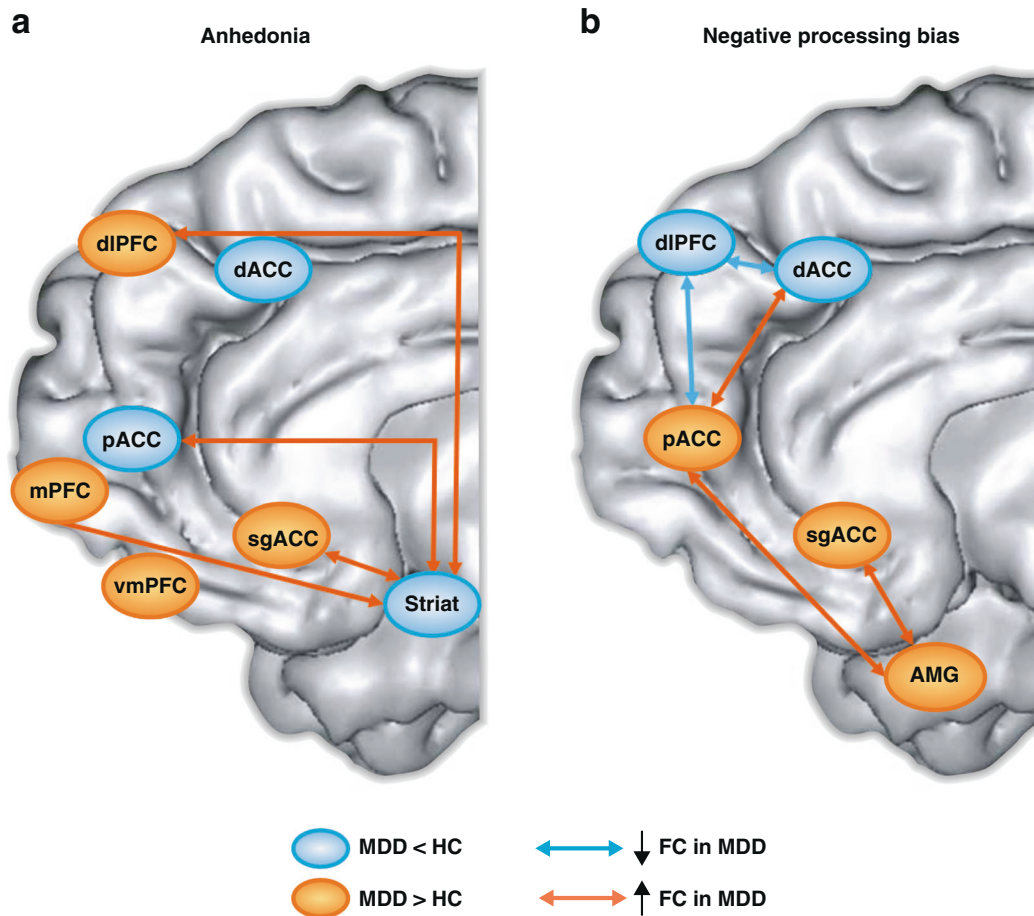 a
Anhedonia
dlPFC
dACC
pACC
mPFC
sgACC
vmPFC
Striat
b
Negative processing bias
dlPFC
dACC
pACC
sgACC
AMG
MDD < HC
↓ FC in MDD
MDD > HC
↑ FC in MDD